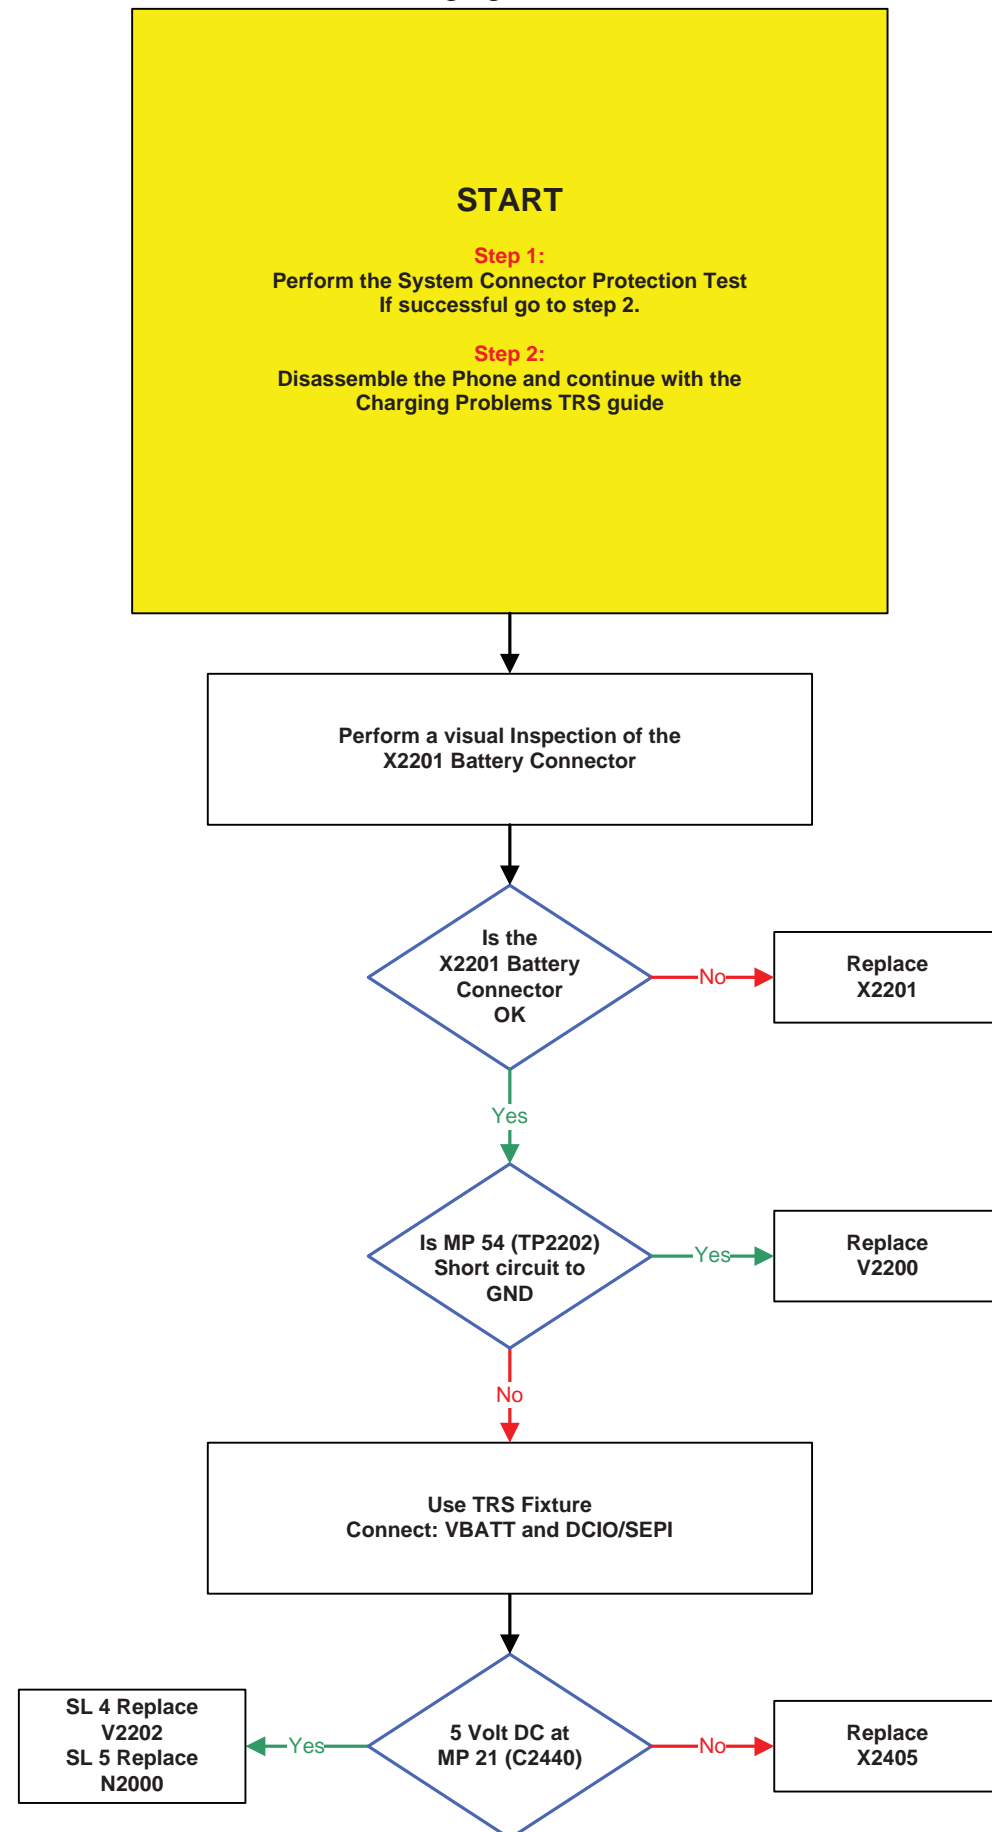 START
Step 1:
Perform the System Connector Protection Test
If successful go to step 2.
Step 2:
Disassemble the Phone and continue with the
Charging Problems TRS guide
Perform a visual Inspection of the
X2201 Battery Connector
Is the
X2201 Battery
Connector
OK
No
Replace
X2201
Yes
Is MP 54 (TP2202)
Short circuit to
GND
Yes
Replace
V2200
No
Use TRS Fixture
Connect: VBATT and DCIO/SEPI
SL 4 Replace
V2202
SL 5 Replace
N2000
Yes
5 Volt DC at
MP 21 (C2440)
No
Replace
X2405